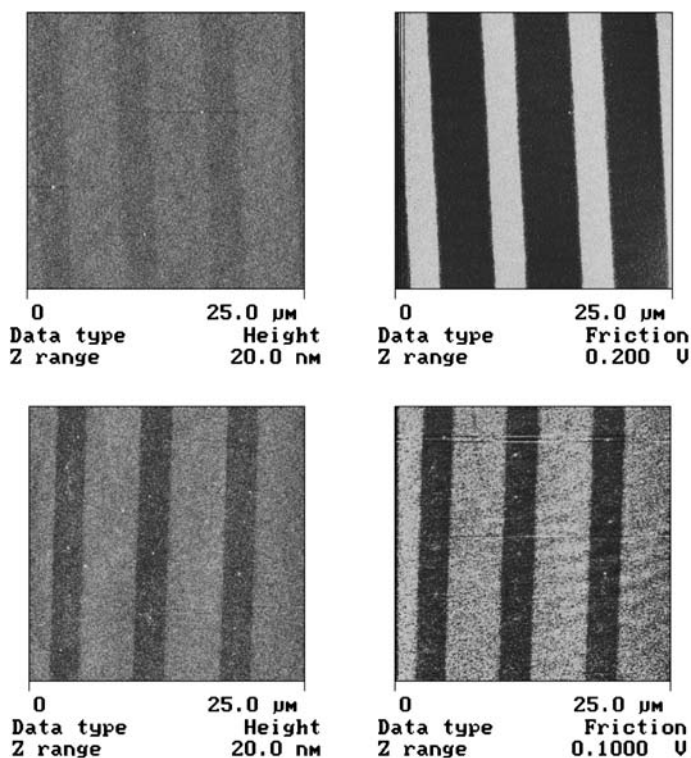 0 25.0 µM
Data type Height
Z range 20.0 nM
0 25.0 µM
Data type Friction
Z range 0.200 V
0 25.0 µM
Data type Height
Z range 20.0 nM
0 25.0 µM
Data type Friction
Z range 0.1000 V